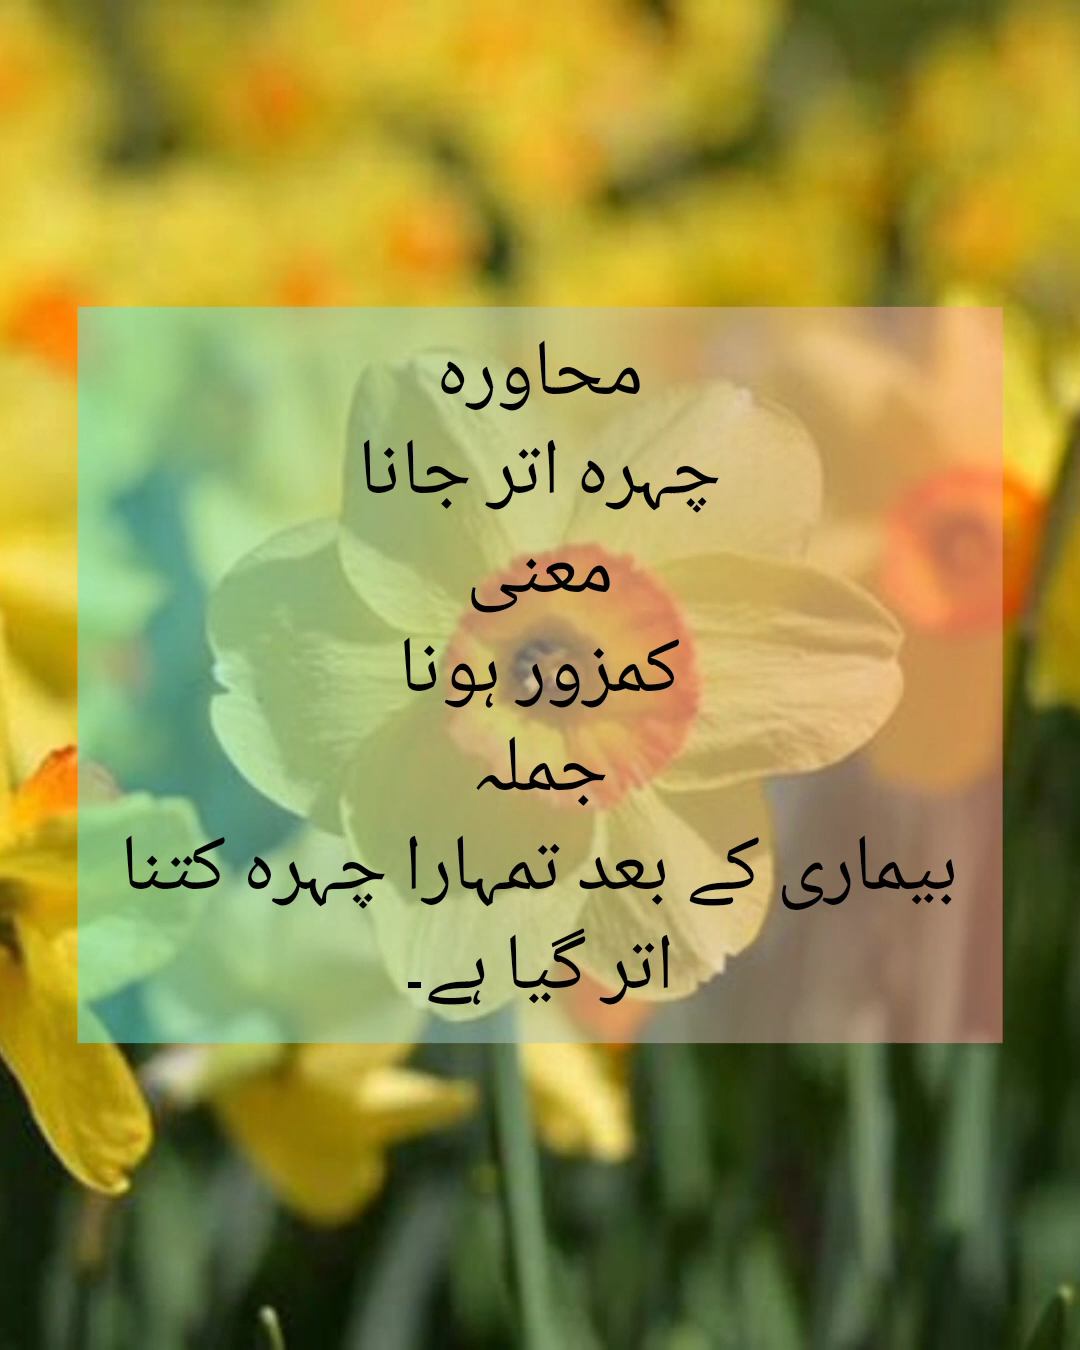 محاورہ
چہرہ اتر جانا
معنی
کمزور ہونا
جملہ
بیماری کے بعد تمہارا چہرہ کتنا
اتر گیا ہے۔